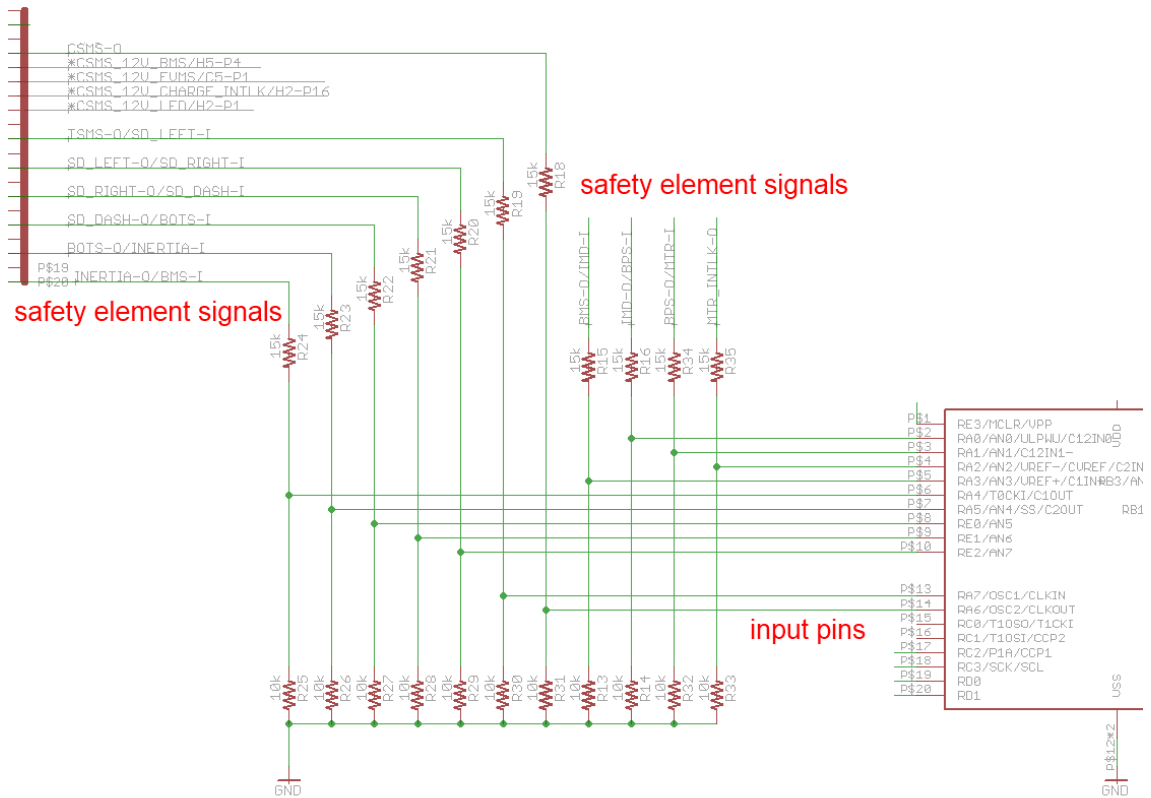 CSMS-O
*CSMS_12V_BMS/H5-P4
*CSMS_12V_EVMS/C5-P1
*CSMS_12V_CHARGE_INTLK/H2-P16
*CSMS_12V_LED/H2-P1
TSMS-O/SD_LEFT-I
SD_LEFT-O/SD_RIGHT-I
SD_RIGHT-O/SD_DASH-I
SD_DASH-O/BOTS-I
BOTS-O/INERTIA-I
P$19
P$20
INERTIA-O/BMS-I
safety element signals
15k R24
15k R23
15k R22
15k R21
15k R20
15k R19
15k R18
safety element signals
BMS-O/IMD-I
IMD-O/BPS-I
BPS-O/MTR-I
MTR_INTLK-O
15k R15
15k R16
15k R34
15k R35
P$1 RE3/MCLR/VPP
P$2 RA0/AN0/ULPWU/C12IN0
VDD
P$3 RA1/AN1/C12IN1-
P$4 RA2/AN2/VREF-/CVREF/C2IN
P$5 RA3/AN3/VREF+/C1IN+
RB3/AN
P$6 RA4/T0CKI/C1OUT
P$7 RA5/AN4/SS/C2OUT
RB1
P$8 RE0/AN5
P$9 RE1/AN6
P$10 RE2/AN7
P$13 RA7/OSC1/CLKIN
P$14 RA6/OSC2/CLKOUT
P$15 RC0/T1OSO/T1CKI
P$16 RC1/T1OSI/CCP2
P$17 RC2/P1A/CCP1
P$18 RC3/SCK/SCL
P$19 RD0
P$20 RD1
VSS
input pins
10k R25
10k R26
10k R27
10k R28
10k R29
10k R30
10k R31
10k R13
10k R14
10k R32
10k R33
P$12*2
GND
GND